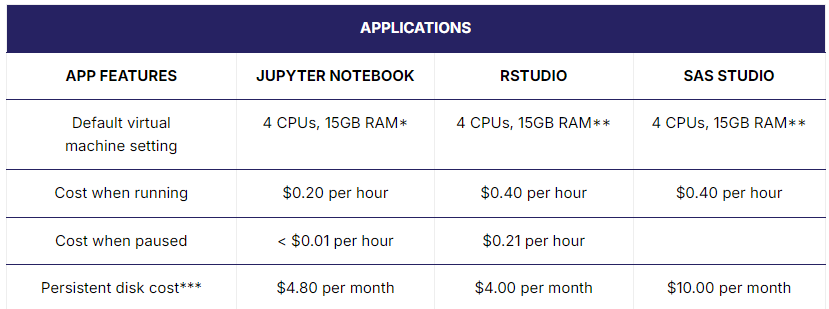 APPLICATIONS
APP FEATURES JUPYTER NOTEBOOK RSTUDIO SAS STUDIO
Default virtual
machine setting 4 CPUs, 15GB RAM* 4 CPUs, 15GB RAM** 4 CPUs, 15GB RAM**
Cost when running $0.20 per hour $0.40 per hour $0.40 per hour
Cost when paused < $0.01 per hour $0.21 per hour
Persistent disk cost*** $4.80 per month $4.00 per month $10.00 per month